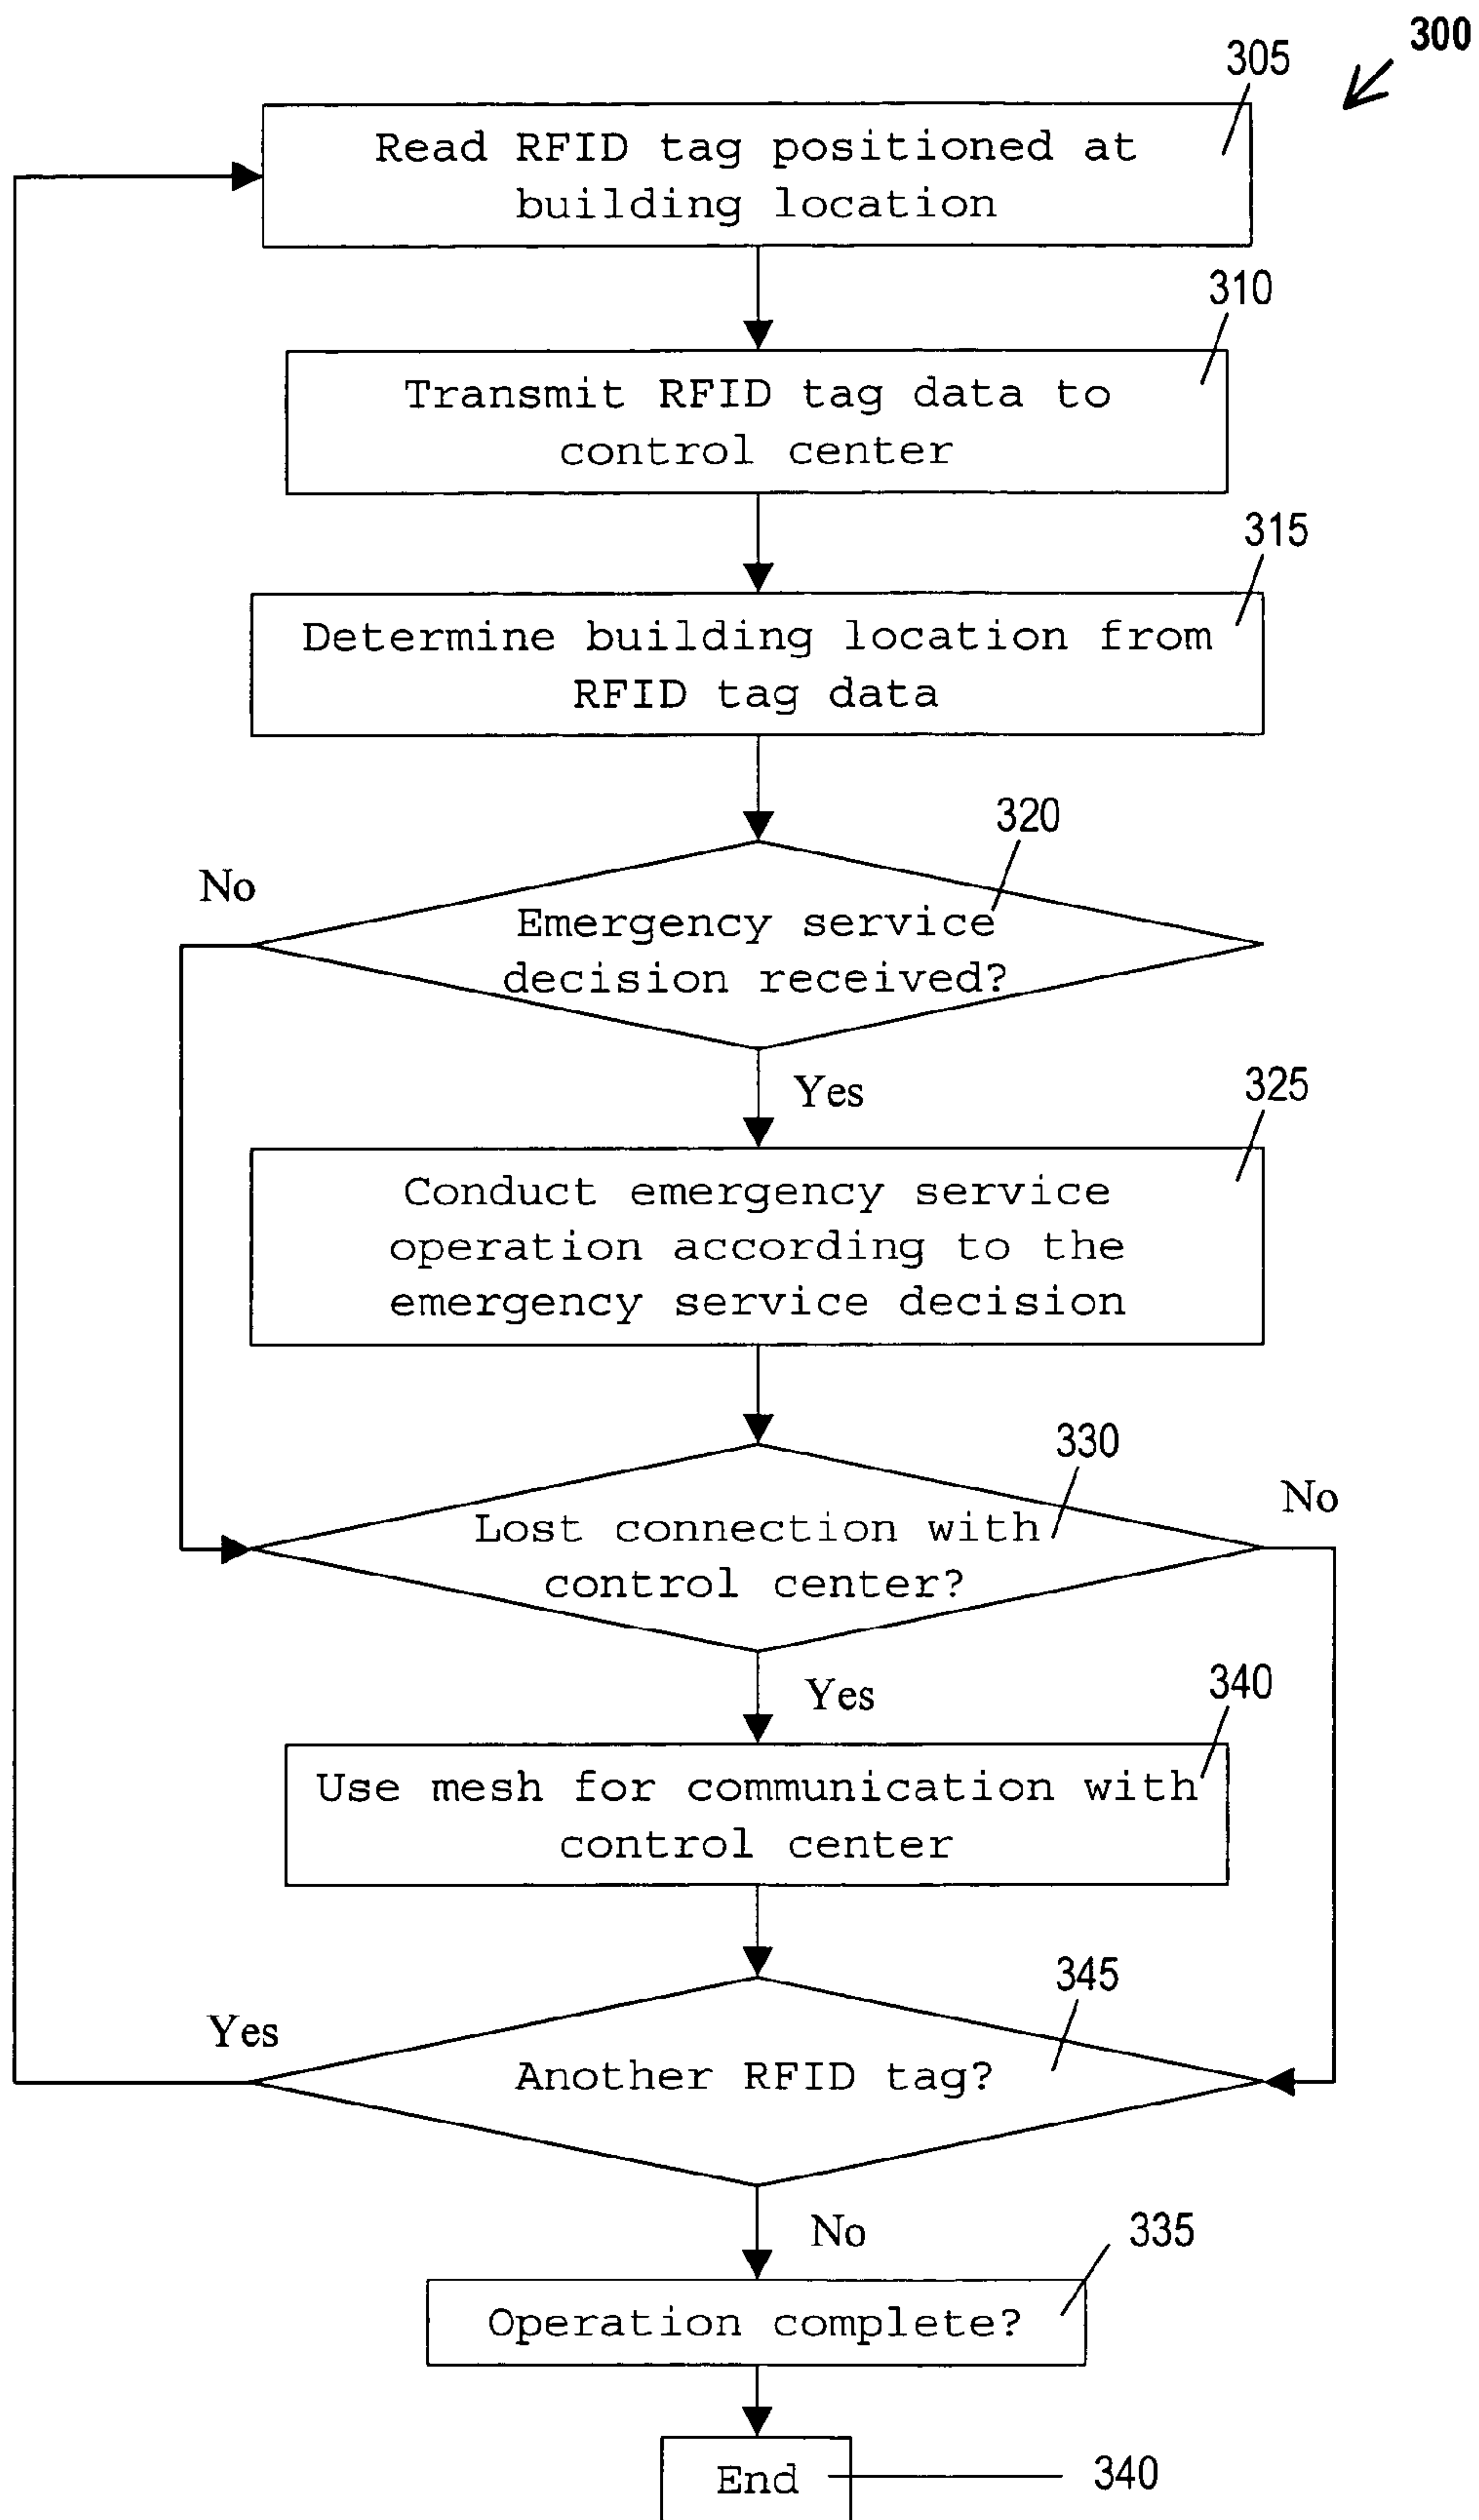 300
305
Read RFID tag positioned at
building location
310
Transmit RFID tag data to
control center
315
Determine building location from
RFID tag data
320
No
Emergency service
decision received?
Yes
325
Conduct emergency service
operation according to the
emergency service decision
330
No
Lost connection with
control center?
Yes
340
Use mesh for communication with
control center
345
Yes
Another RFID tag?
No
335
Operation complete?
End
340